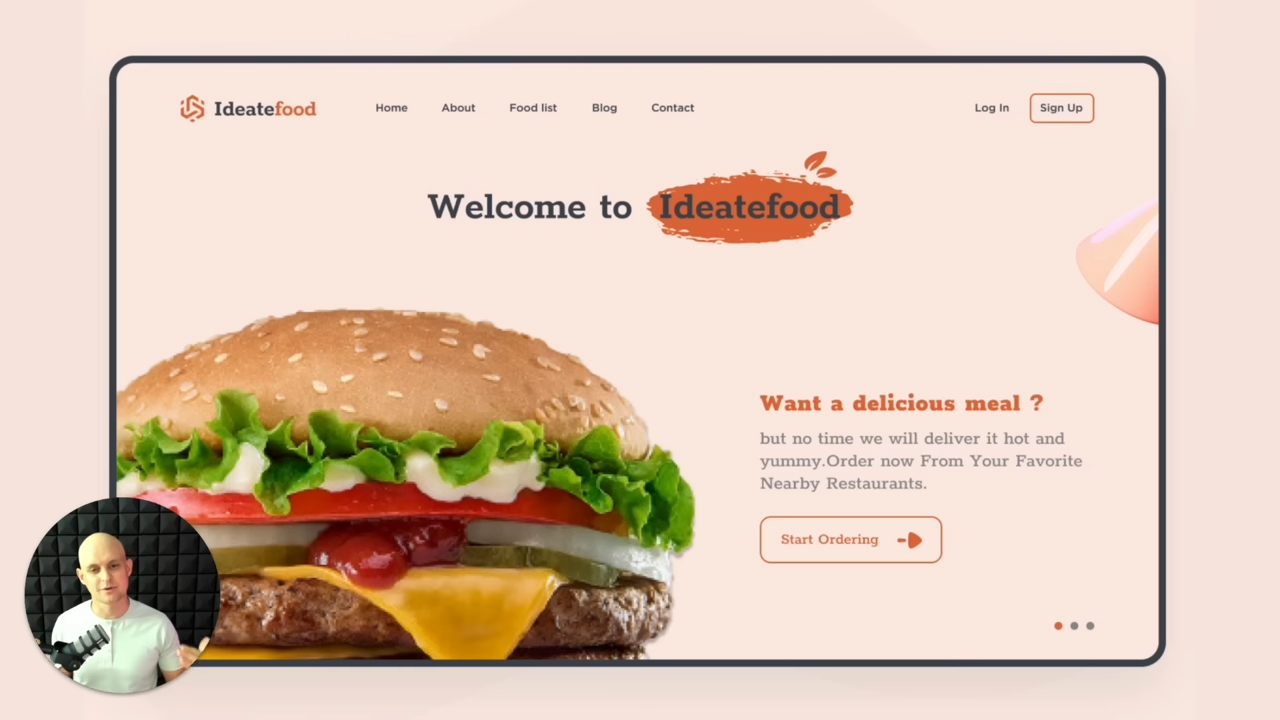 Ideatefood
Home
About
Food list
Blog
Contact
Log In
Sign Up
Welcome to Ideatefood
Want a delicious meal ?
but no time we will deliver it hot and
yummy.Order now From Your Favorite
Nearby Restaurants.
Start Ordering